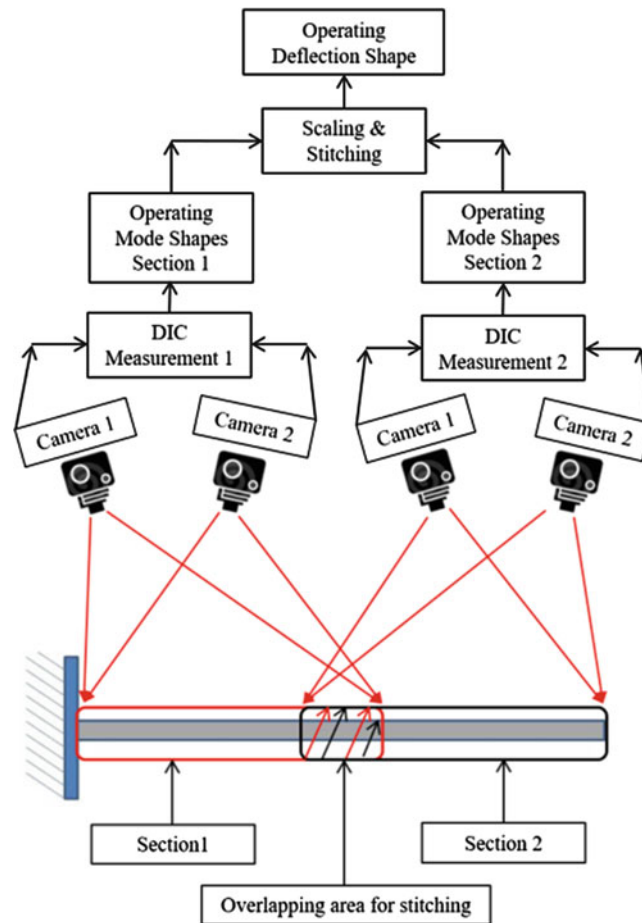 Operating
Deflection Shape
Scaling &
Stitching
Operating
Mode Shapes
Section 1
Operating
Mode Shapes
Section 2
DIC
Measurement 1
DIC
Measurement 2
Camera 1
Camera 2
Camera 1
Camera 2
Section1
Section 2
Overlapping area for stitching